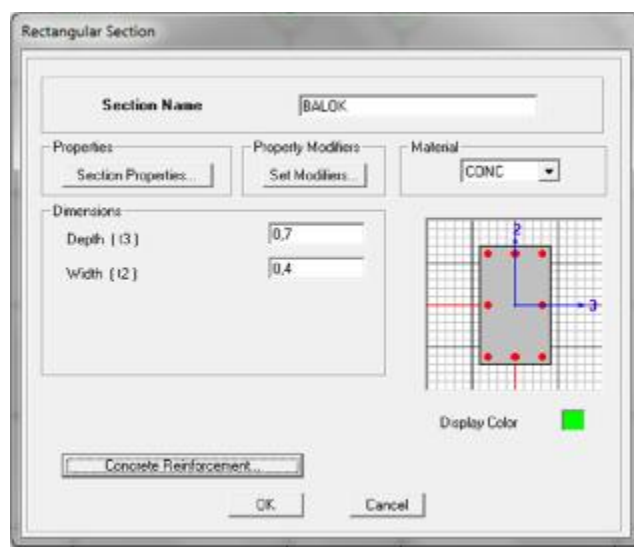 Rectangular Section
Section Name BALOK
Properties Property Modifiers Material
Section Properties... Set Modifiers... CONC
Dimensions
Depth ( t3 ) 0,7
Width ( t2 ) 0,4
2
3
Display Color
Concrete Reinforcement...
OK Cancel